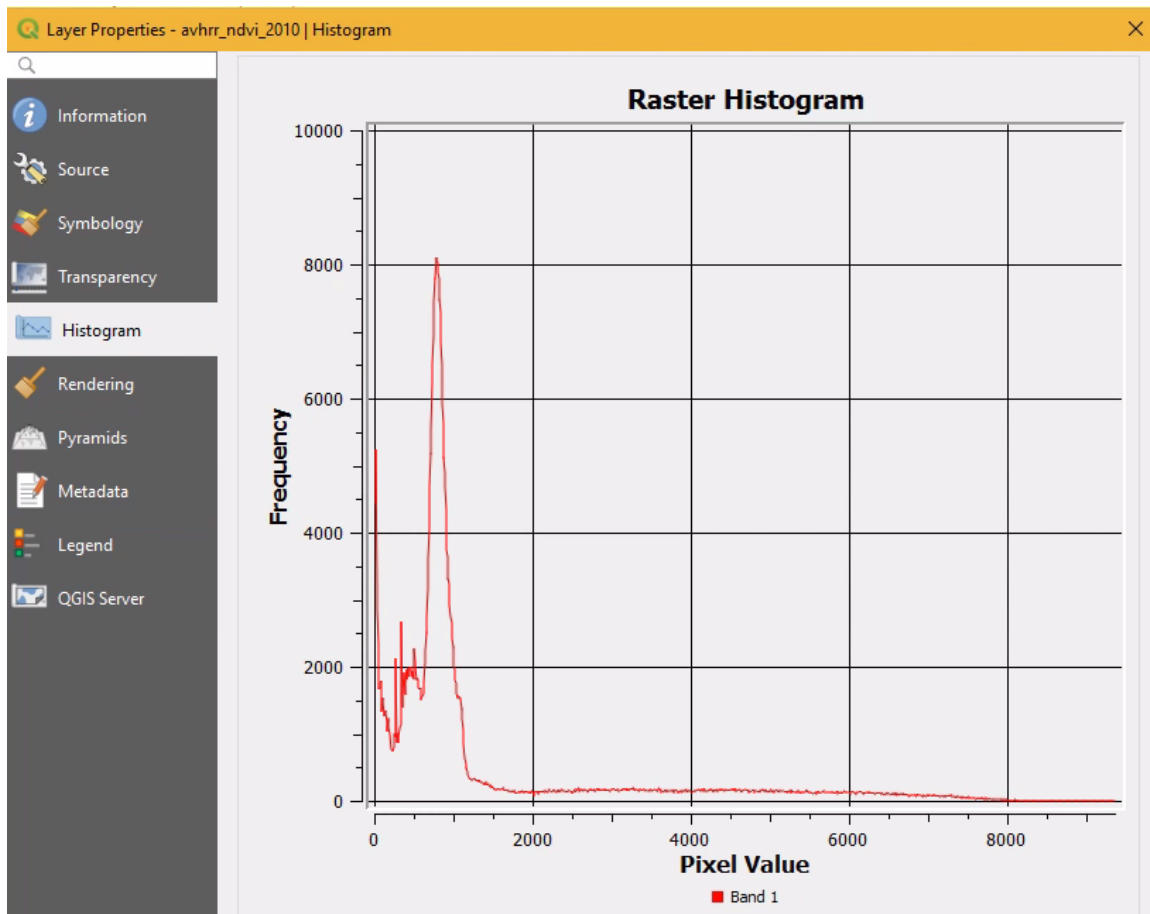 Layer Properties - avhrr_ndvi_2010 | Histogram
Information
Source
Symbology
Transparency
Histogram
Rendering
Pyramids
Metadata
Legend
QGIS Server
Raster Histogram
10000
8000
6000
4000
2000
0
Frequency
0 2000 4000 6000 8000
Pixel Value
Band 1